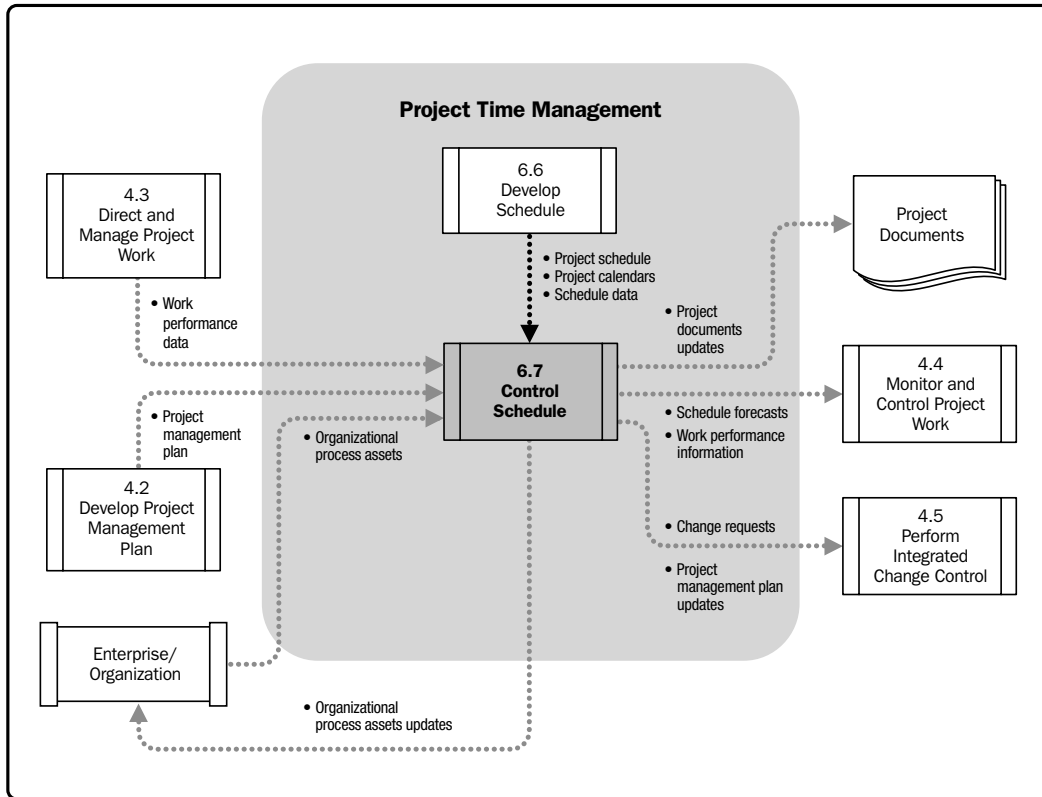 Project Time Management
6.6
Develop
Schedule
4.3
Direct and
Manage Project
Work
Project
Documents
• Project schedule
• Project calendars
• Schedule data
• Work
performance
data
• Project
documents
updates
6.7
Control
Schedule
4.4
Monitor and
Control Project
Work
• Project
management
plan
• Organizational
process assets
• Schedule forecasts
• Work performance
information
4.2
Develop Project
Management
Plan
• Change requests
4.5
Perform
Integrated
Change Control
• Project
management plan
updates
Enterprise/
Organization
• Organizational
process assets updates